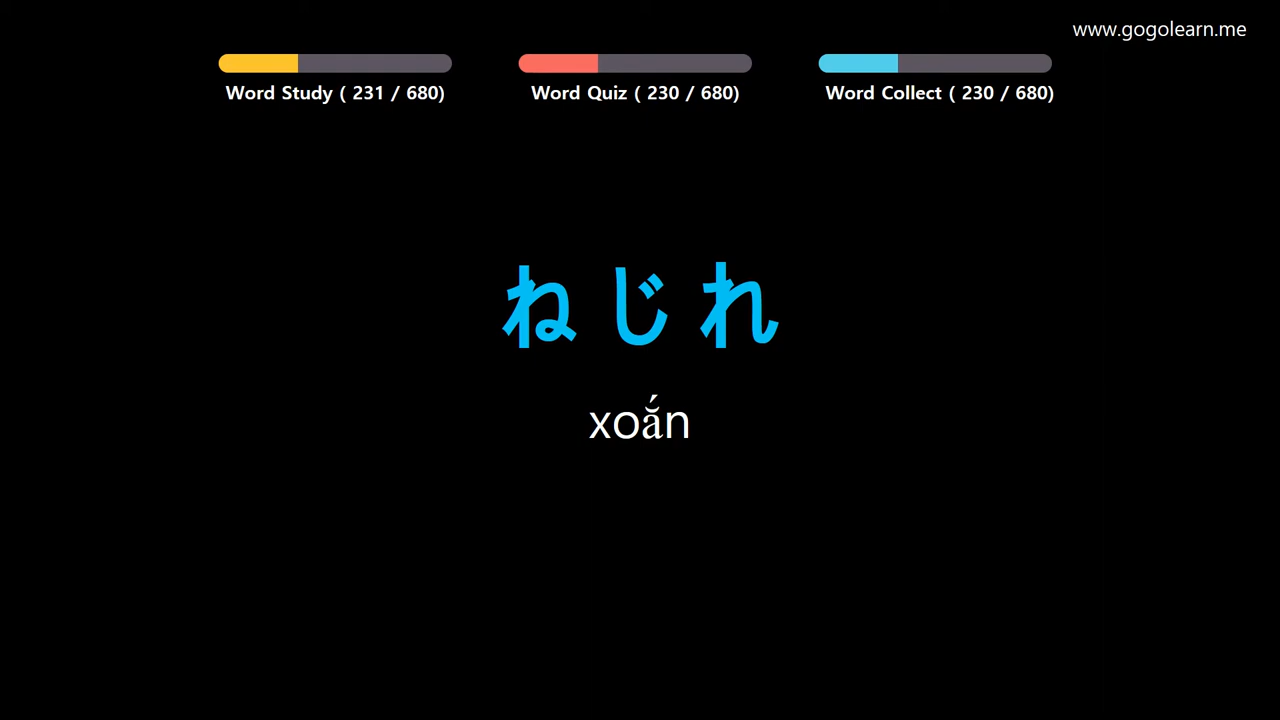 www.gogolearn.me
Word Study ( 231 / 680)
Word Quiz ( 230 / 680)
Word Collect ( 230 / 680)
ねじれ
xoắn